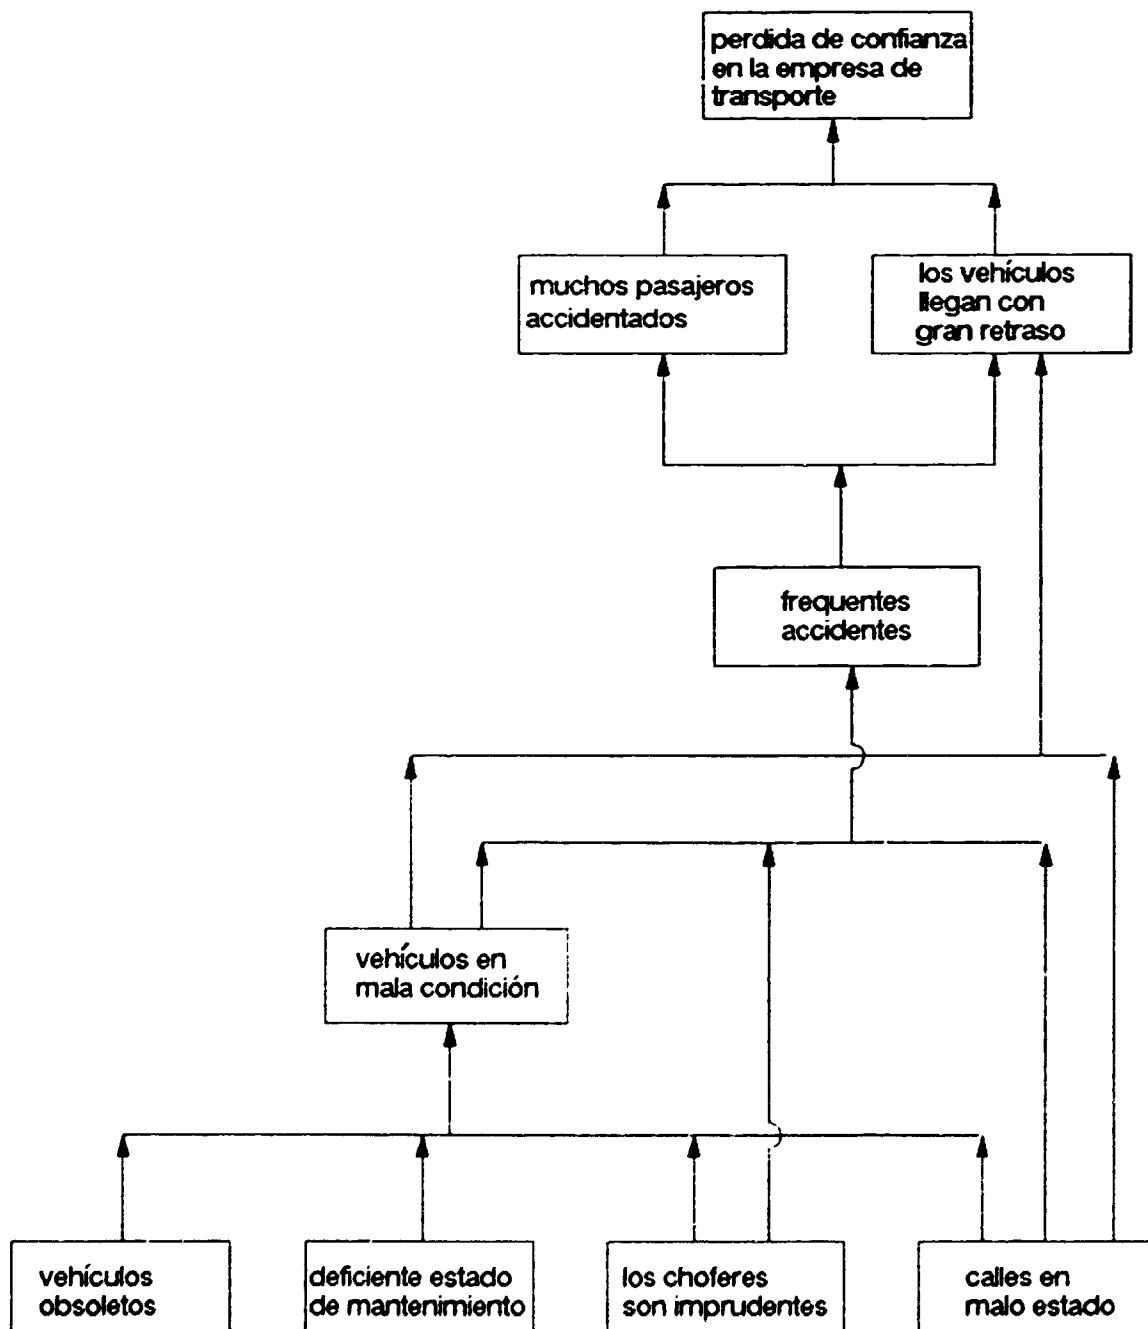 perdida de confianza
en la empresa de
transporte
muchos pasajeros
accidentados
los vehículos
llegan con
gran retraso
frequentes
accidentes
vehículos en
mala condición
vehículos
obsoletos
deficiente estado
de mantenimiento
los choferes
son imprudentes
calles en
malo estado